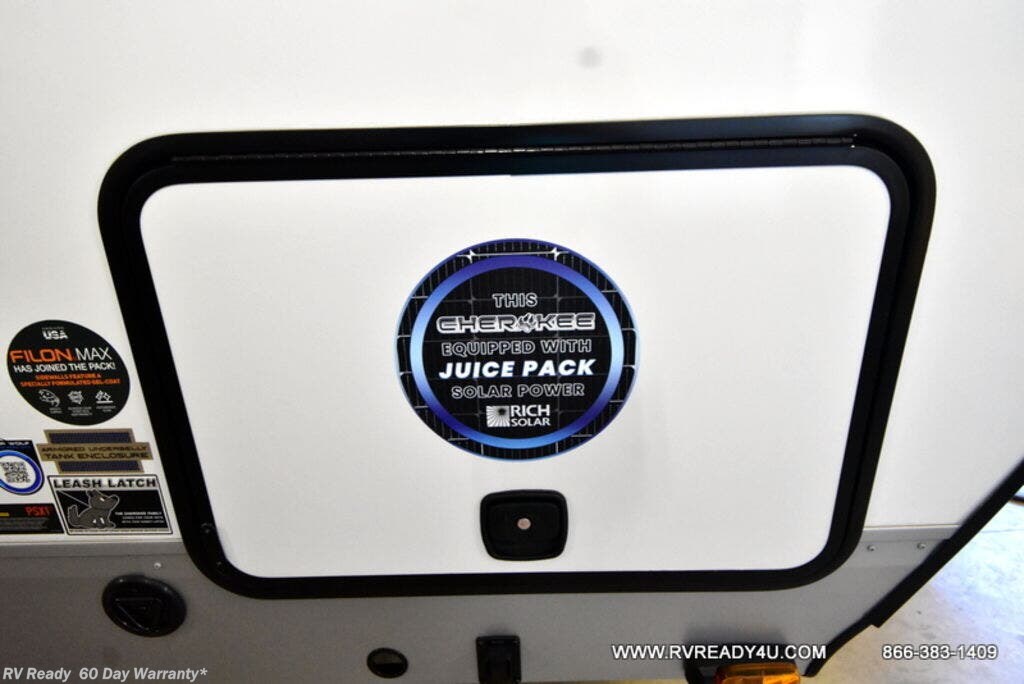 THIS
CHEROKEE
EQUIPPED WITH
JUICE PACK
SOLAR POWER
RICH
SOLAR
USA
FILON MAX
HAS JOINED THE PACK!
SIDEWALLS FEATURE A
SPECIALLY FORMULATED GEL-COAT
WOLF
ARMORED UNDERBELLY
TANK ENCLOSURE
LEASH LATCH
THE CHEROKEE FAMILY
PSX1
WWW.RVREADY4U.COM
866-383-1409
RV Ready 60 Day Warranty*